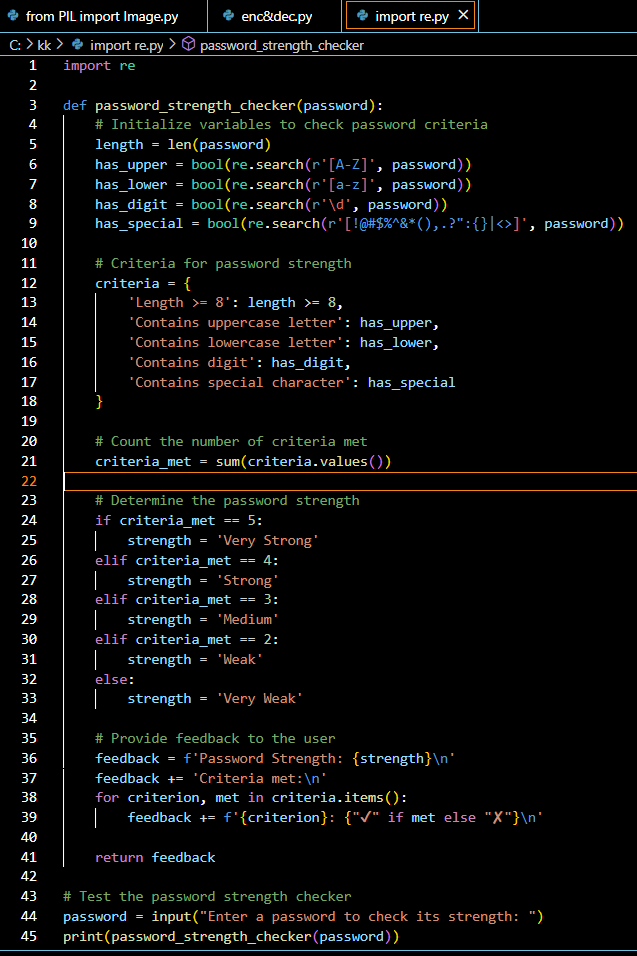 from PIL import Image.py    enc&dec.py    import re.py ✕
C: > kk > import re.py > password_strength_checker
1 import re
2
3 def password_strength_checker(password):
4     # Initialize variables to check password criteria
5     length = len(password)
6     has_upper = bool(re.search(r'[A-Z]', password))
7     has_lower = bool(re.search(r'[a-z]', password))
8     has_digit = bool(re.search(r'\d', password))
9     has_special = bool(re.search(r'[!@#$%^&*(),.?":{}|<>]', password))
10
11     # Criteria for password strength
12     criteria = {
13         'Length >= 8': length >= 8,
14         'Contains uppercase letter': has_upper,
15         'Contains lowercase letter': has_lower,
16         'Contains digit': has_digit,
17         'Contains special character': has_special
18     }
19
20     # Count the number of criteria met
21     criteria_met = sum(criteria.values())
22
23     # Determine the password strength
24     if criteria_met == 5:
25         strength = 'Very Strong'
26     elif criteria_met == 4:
27         strength = 'Strong'
28     elif criteria_met == 3:
29         strength = 'Medium'
30     elif criteria_met == 2:
31         strength = 'Weak'
32     else:
33         strength = 'Very Weak'
34
35     # Provide feedback to the user
36     feedback = f'Password Strength: {strength}\n'
37     feedback += 'Criteria met:\n'
38     for criterion, met in criteria.items():
39         feedback += f'{criterion}: {"✓" if met else "✗"}\n'
40
41     return feedback
42
43 # Test the password strength checker
44 password = input("Enter a password to check its strength: ")
45 print(password_strength_checker(password))